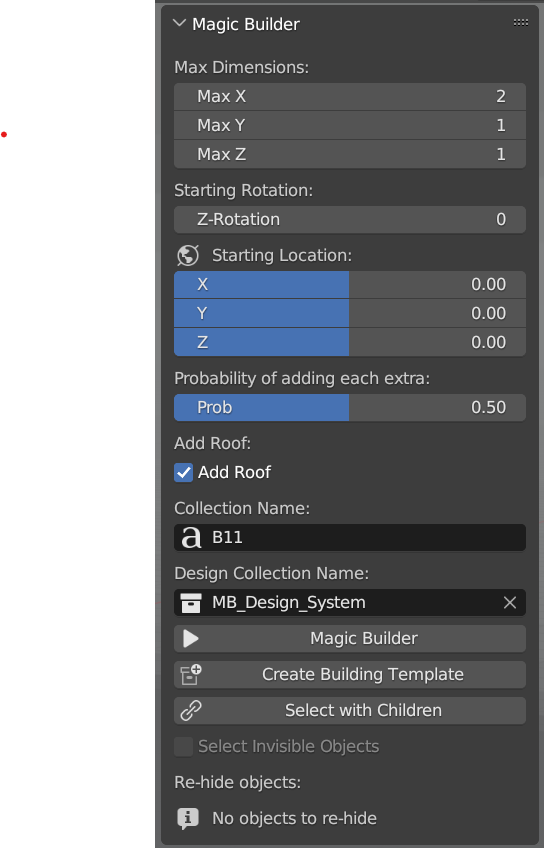 Magic Builder
Max Dimensions:
Max X 2
Max Y 1
Max Z 1
Starting Rotation:
Z-Rotation 0
Starting Location:
X 0.00
Y 0.00
Z 0.00
Probability of adding each extra:
Prob 0.50
Add Roof:
Add Roof
Collection Name:
a B11
Design Collection Name:
MB_Design_System
Magic Builder
Create Building Template
Select with Children
Select Invisible Objects
Re-hide objects:
No objects to re-hide